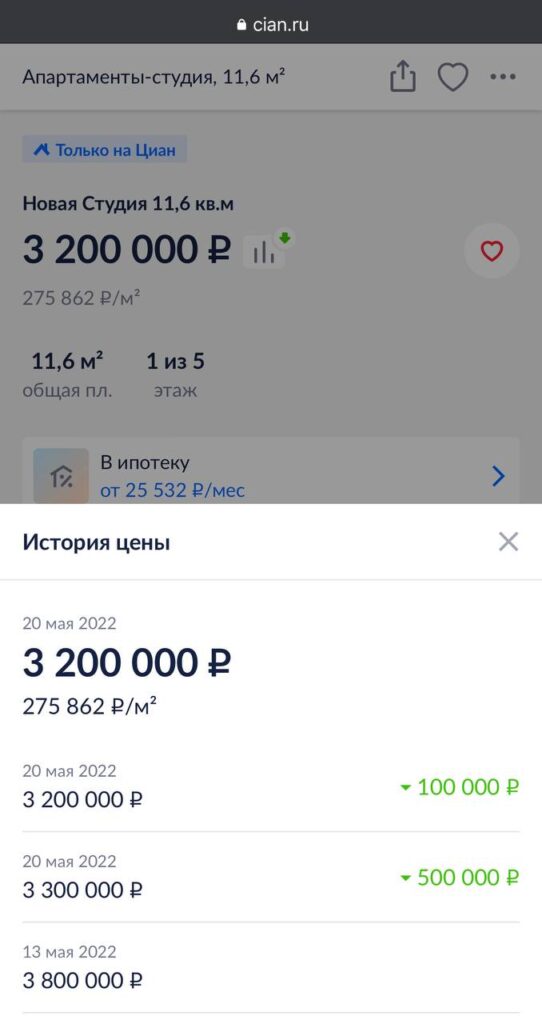 cian.ru
Апартаменты-студия, 11,6 м²
Только на Циан
Новая Студия 11,6 кв.м
3 200 000 ₽
275 862 ₽/м²
11,6 м² 1 из 5
общая пл. этаж
В ипотеку
от 25 532 ₽/мес
История цены
20 мая 2022
3 200 000 ₽
275 862 ₽/м²
20 мая 2022
3 200 000 ₽ 100 000 ₽
20 мая 2022
3 300 000 ₽ 500 000 ₽
13 мая 2022
3 800 000 ₽